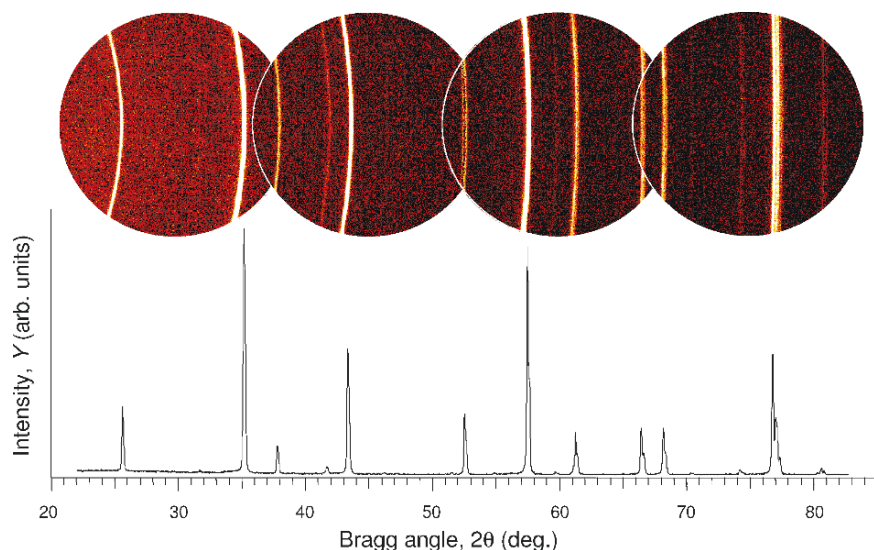 Intensity, Y (arb. units)
20 30 40 50 60 70 80
Bragg angle, 2θ (deg.)